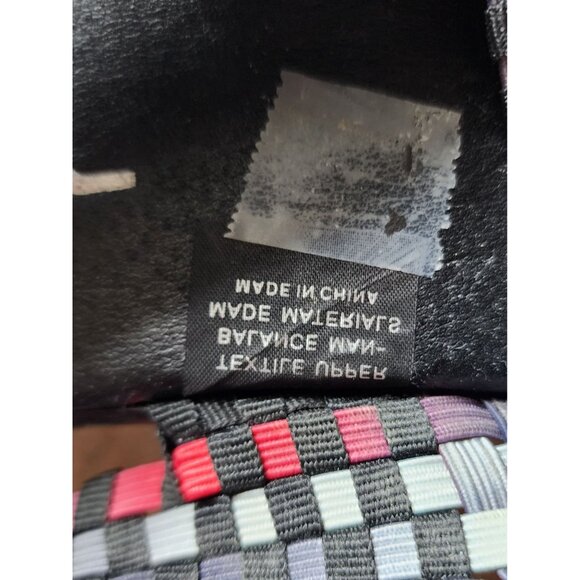 TEXTILE UPPER
BALANCE MAN-
MADE MATERIALS
MADE IN CHINA